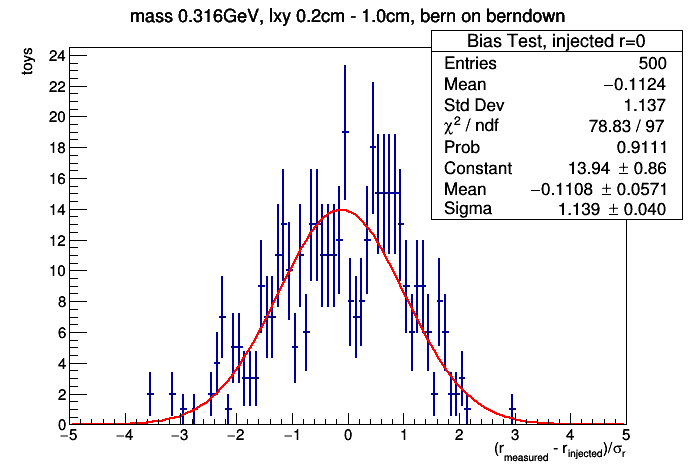 mass 0.316GeV, lxy 0.2cm - 1.0cm, bern on berndown
toys
Bias Test, injected r=0
Entries 500
Mean −0.1124
Std Dev 1.137
χ² / ndf 78.83 / 97
Prob 0.9111
Constant 13.94 ± 0.86
Mean −0.1108 ± 0.0571
Sigma 1.139 ± 0.040
24
22
20
18
16
14
12
10
8
6
4
2
0
−5 −4 −3 −2 −1 0 1 2 3 4 5
(r_measured - r_injected)/σ_r